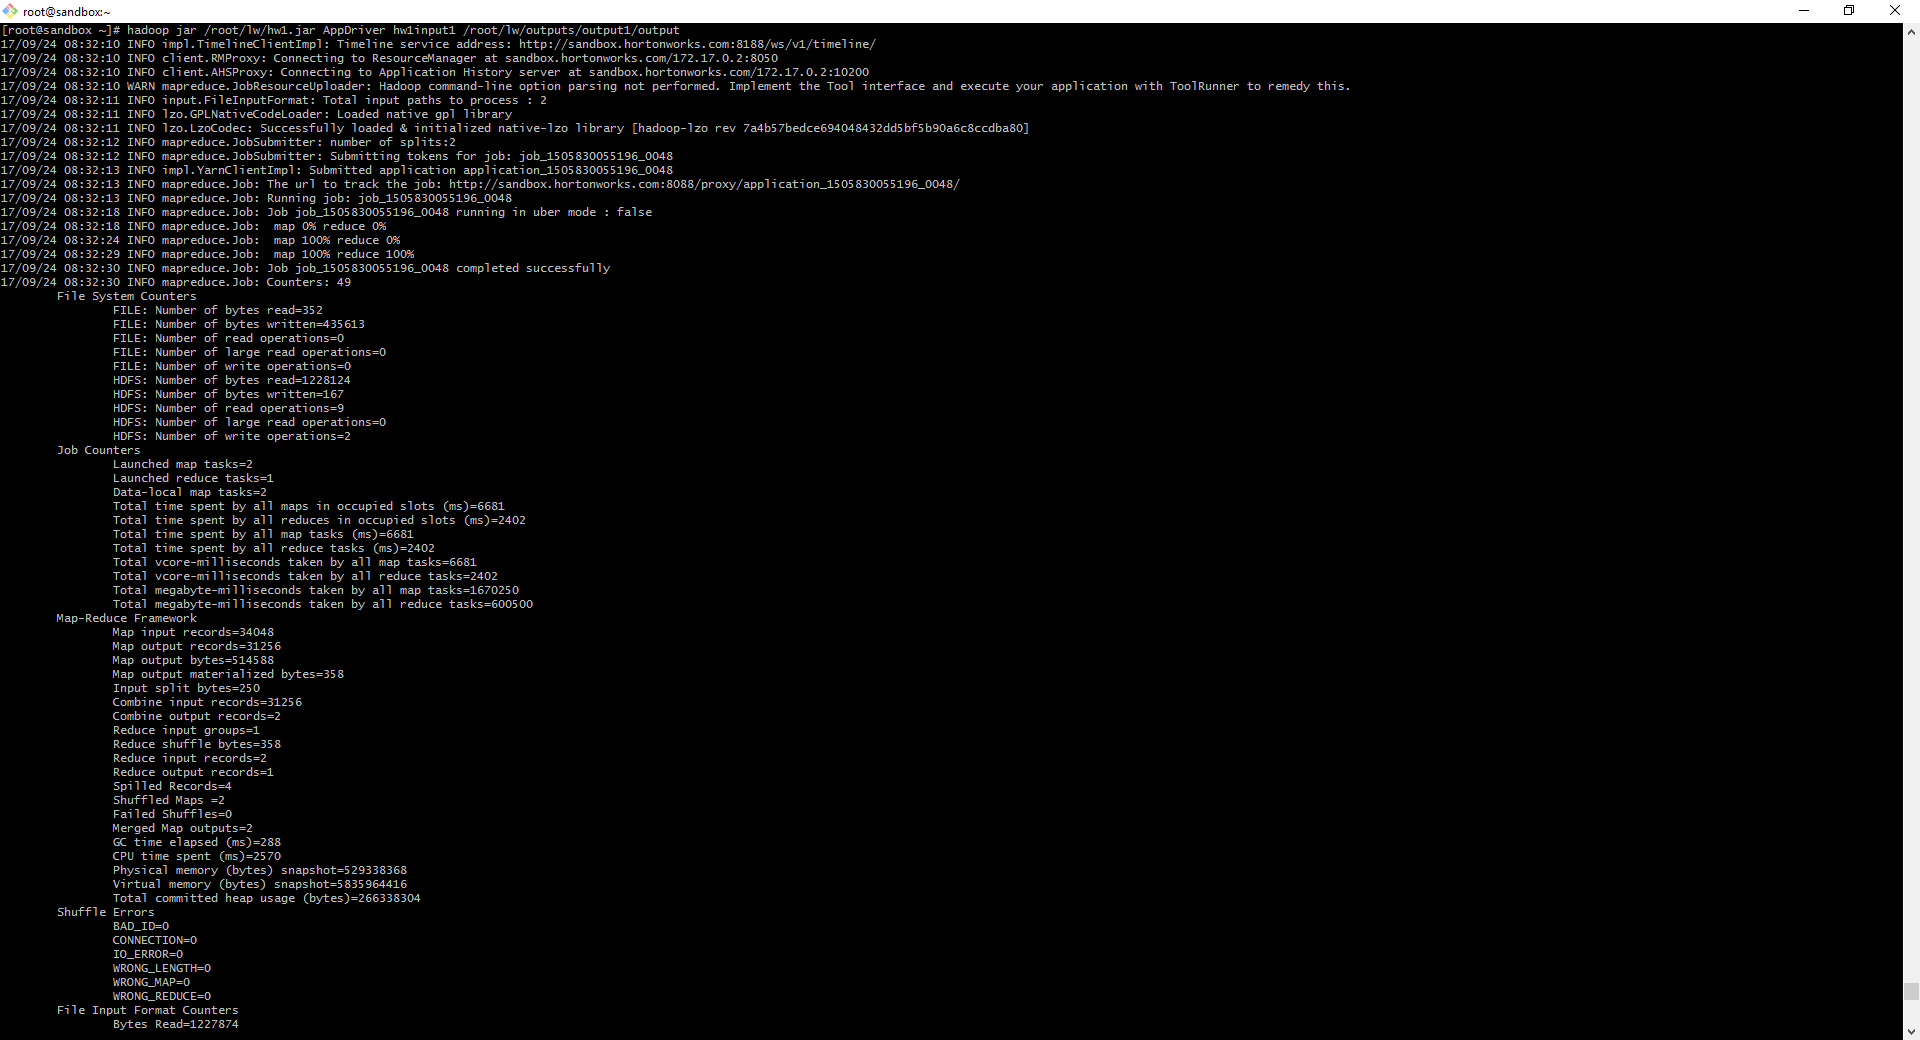 root@sandbox:~
[root@sandbox ~]# hadoop jar /root/lw/hw1.jar AppDriver hw1input1 /root/lw/outputs/output1/output
17/09/24 08:32:10 INFO impl.TimelineClientImpl: Timeline service address: http://sandbox.hortonworks.com:8188/ws/v1/timeline/
17/09/24 08:32:10 INFO client.RMProxy: Connecting to ResourceManager at sandbox.hortonworks.com/172.17.0.2:8050
17/09/24 08:32:10 INFO client.AHSProxy: Connecting to Application History server at sandbox.hortonworks.com/172.17.0.2:10200
17/09/24 08:32:10 WARN mapreduce.JobResourceUploader: Hadoop command-line option parsing not performed. Implement the Tool interface and execute your application with ToolRunner to remedy this.
17/09/24 08:32:11 INFO input.FileInputFormat: Total input paths to process : 2
17/09/24 08:32:11 INFO lzo.GPLNativeCodeLoader: Loaded native gpl library
17/09/24 08:32:11 INFO lzo.LzoCodec: Successfully loaded & initialized native-lzo library [hadoop-lzo rev 7a4b57bedce694048432dd5bf5b90a6c8ccdba80]
17/09/24 08:32:12 INFO mapreduce.JobSubmitter: number of splits:2
17/09/24 08:32:12 INFO mapreduce.JobSubmitter: Submitting tokens for job: job_1505830055196_0048
17/09/24 08:32:13 INFO impl.YarnClientImpl: Submitted application application_1505830055196_0048
17/09/24 08:32:13 INFO mapreduce.Job: The url to track the job: http://sandbox.hortonworks.com:8088/proxy/application_1505830055196_0048/
17/09/24 08:32:13 INFO mapreduce.Job: Running job: job_1505830055196_0048
17/09/24 08:32:18 INFO mapreduce.Job: Job job_1505830055196_0048 running in uber mode : false
17/09/24 08:32:18 INFO mapreduce.Job:  map 0% reduce 0%
17/09/24 08:32:24 INFO mapreduce.Job:  map 100% reduce 0%
17/09/24 08:32:29 INFO mapreduce.Job:  map 100% reduce 100%
17/09/24 08:32:30 INFO mapreduce.Job: Job job_1505830055196_0048 completed successfully
17/09/24 08:32:30 INFO mapreduce.Job: Counters: 49
File System Counters
FILE: Number of bytes read=352
FILE: Number of bytes written=435613
FILE: Number of read operations=0
FILE: Number of large read operations=0
FILE: Number of write operations=0
HDFS: Number of bytes read=1228124
HDFS: Number of bytes written=167
HDFS: Number of read operations=9
HDFS: Number of large read operations=0
HDFS: Number of write operations=2
Job Counters
Launched map tasks=2
Launched reduce tasks=1
Data-local map tasks=2
Total time spent by all maps in occupied slots (ms)=6681
Total time spent by all reduces in occupied slots (ms)=2402
Total time spent by all map tasks (ms)=6681
Total time spent by all reduce tasks (ms)=2402
Total vcore-milliseconds taken by all map tasks=6681
Total vcore-milliseconds taken by all reduce tasks=2402
Total megabyte-milliseconds taken by all map tasks=1670250
Total megabyte-milliseconds taken by all reduce tasks=600500
Map-Reduce Framework
Map input records=34048
Map output records=31256
Map output bytes=514588
Map output materialized bytes=358
Input split bytes=250
Combine input records=31256
Combine output records=2
Reduce input groups=1
Reduce shuffle bytes=358
Reduce input records=2
Reduce output records=1
Spilled Records=4
Shuffled Maps =2
Failed Shuffles=0
Merged Map outputs=2
GC time elapsed (ms)=288
CPU time spent (ms)=2570
Physical memory (bytes) snapshot=529338368
Virtual memory (bytes) snapshot=5835964416
Total committed heap usage (bytes)=266338304
Shuffle Errors
BAD_ID=0
CONNECTION=0
IO_ERROR=0
WRONG_LENGTH=0
WRONG_MAP=0
WRONG_REDUCE=0
File Input Format Counters
Bytes Read=1227874